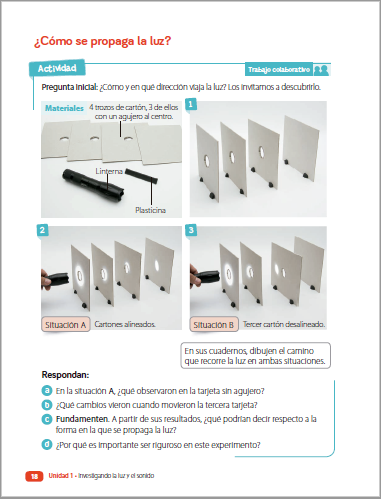 ¿Cómo se propaga la luz?
Actividad
Trabajo colaborativo
Pregunta inicial: ¿Cómo y en qué dirección viaja la luz? Los invitamos a descubrirlo.
Materiales
4 trozos de cartón, 3 de ellos
con un agujero al centro.
Linterna
Plasticina
1
2
Situación A
Cartones alineados.
3
Situación B
Tercer cartón desalineado.
En sus cuadernos, dibujen el camino
que recorre la luz en ambas situaciones.
Respondan:
a En la situación A, ¿qué observaron en la tarjeta sin agujero?
b ¿Qué cambios vieron cuando movieron la tercera tarjeta?
c Fundamenten. A partir de sus resultados, ¿qué podrían decir respecto a la
forma en la que se propaga la luz?
d ¿Por qué es importante ser riguroso en este experimento?
18 Unidad 1 • Investigando la luz y el sonido